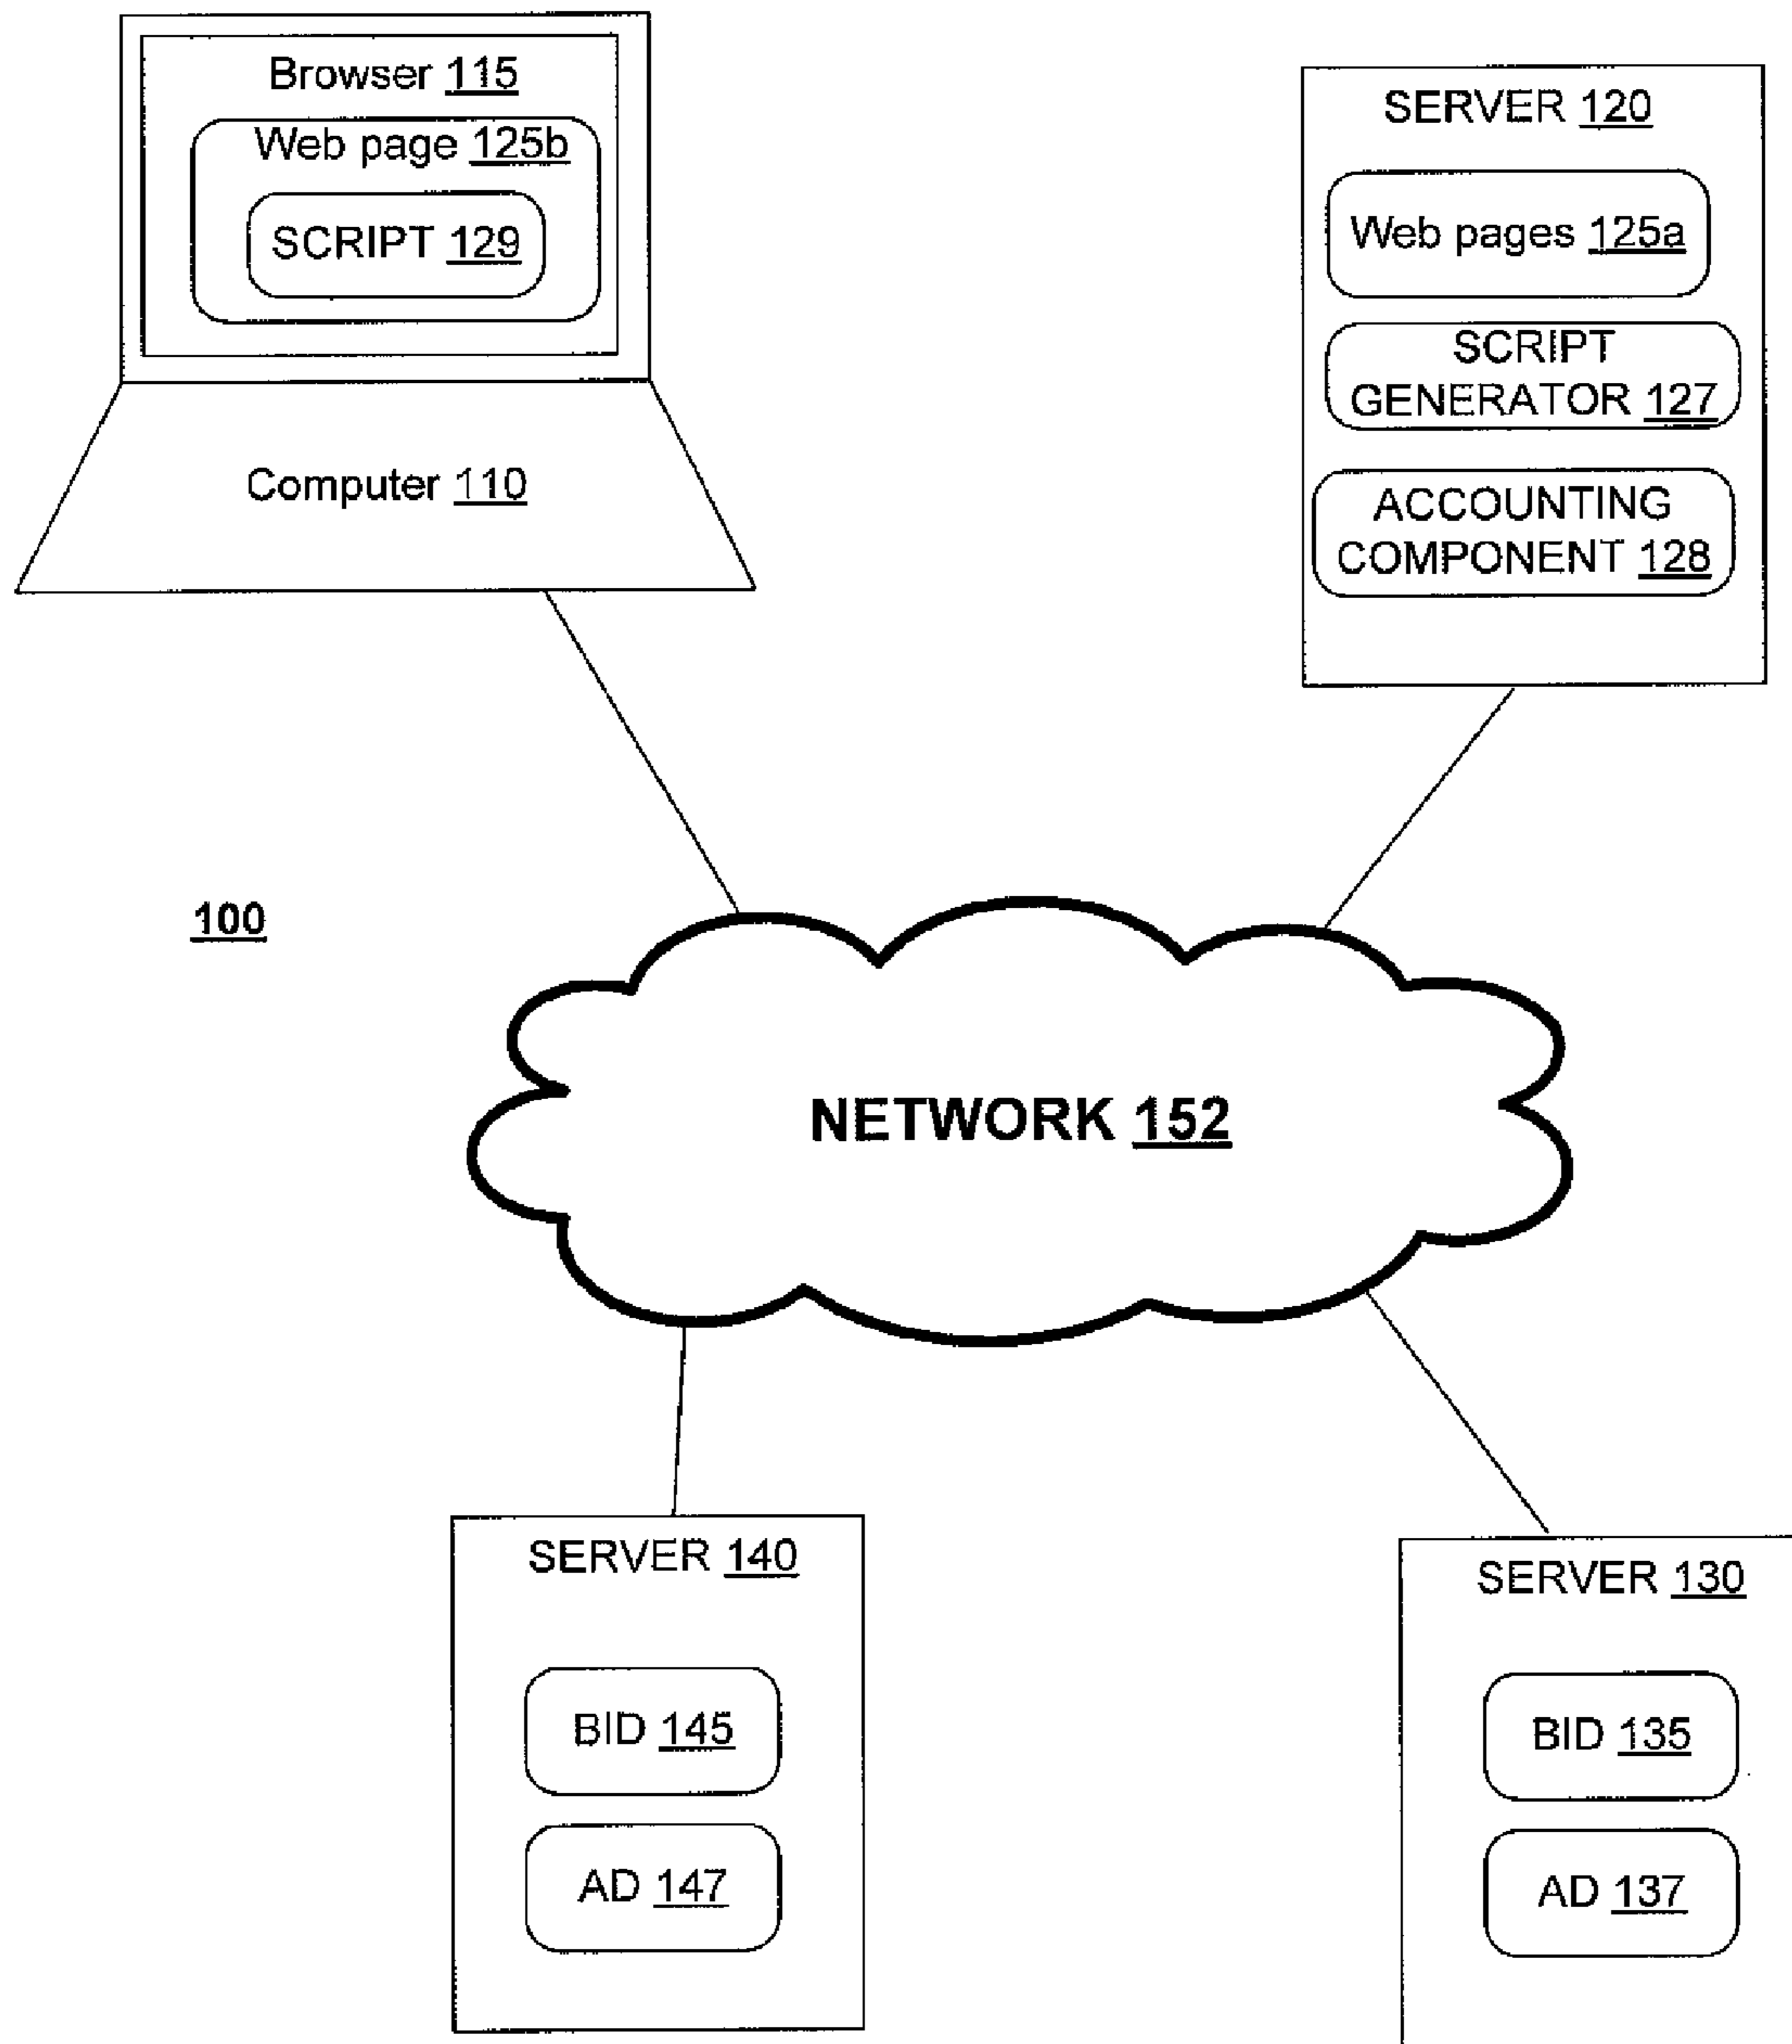 Browser 115
Web page 125b
SCRIPT 129
Computer 110
SERVER 120
Web pages 125a
SCRIPT
GENERATOR 127
ACCOUNTING
COMPONENT 128
100
NETWORK 152
SERVER 140
BID 145
AD 147
SERVER 130
BID 135
AD 137